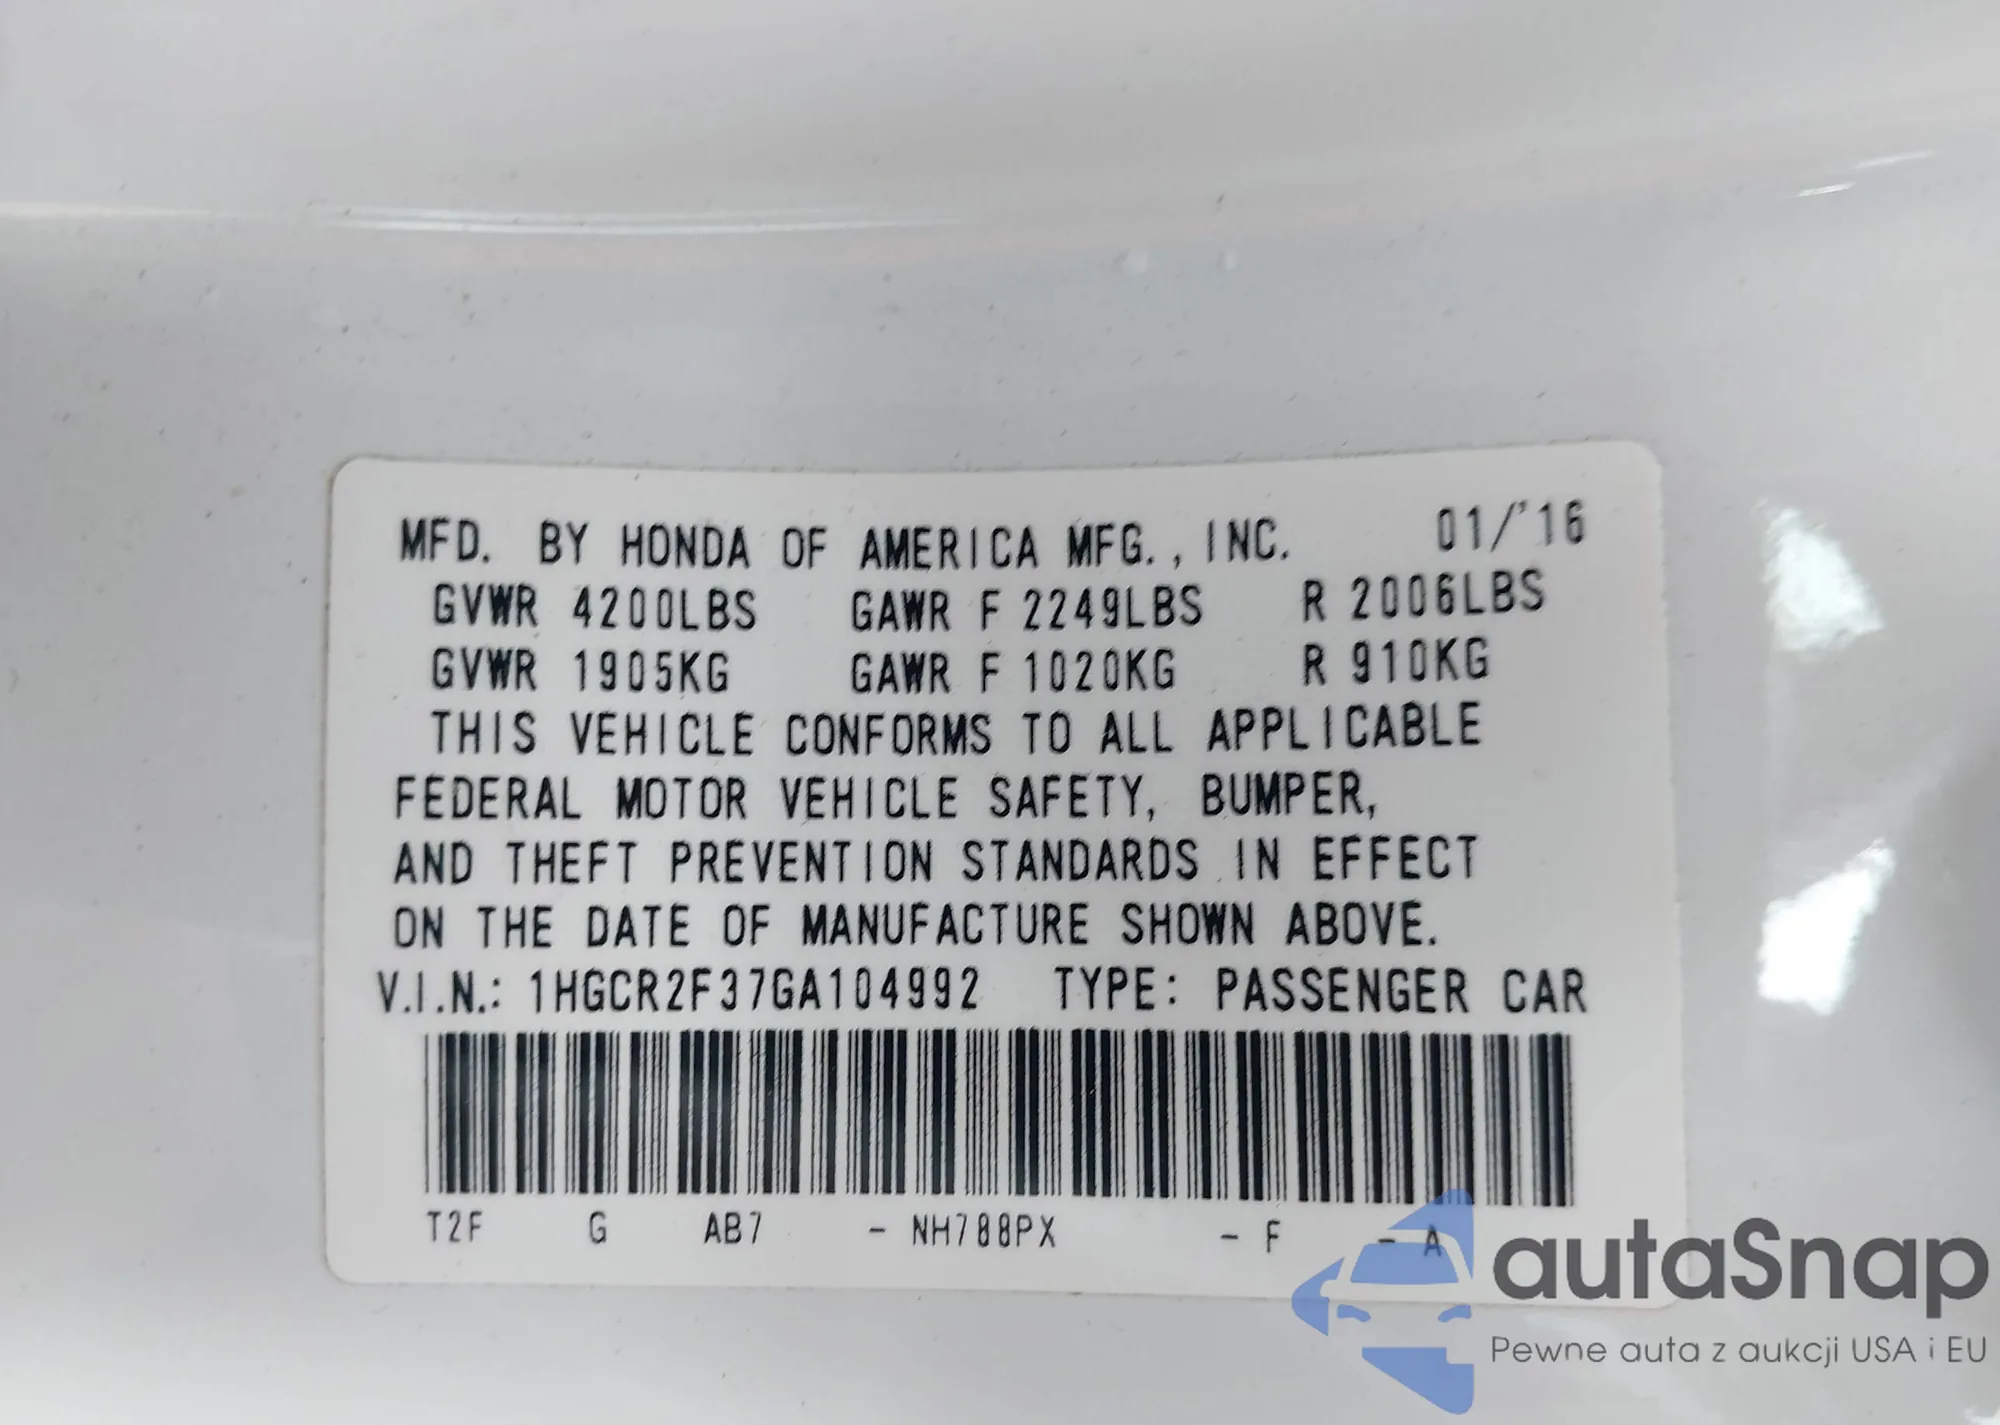 MFD. BY HONDA OF AMERICA MFG., INC. 01/'16
GVWR 4200LBS GAWR F 2249LBS R 2006LBS
GVWR 1905KG GAWR F 1020KG R 910KG
THIS VEHICLE CONFORMS TO ALL APPLICABLE
FEDERAL MOTOR VEHICLE SAFETY, BUMPER,
AND THEFT PREVENTION STANDARDS IN EFFECT
ON THE DATE OF MANUFACTURE SHOWN ABOVE.
V.I.N.: 1HGCR2F37GA104992 TYPE: PASSENGER CAR
T2F G AB7 - NH788PX - F - A
autaSnap
Pewne auta z aukcji USA i EU